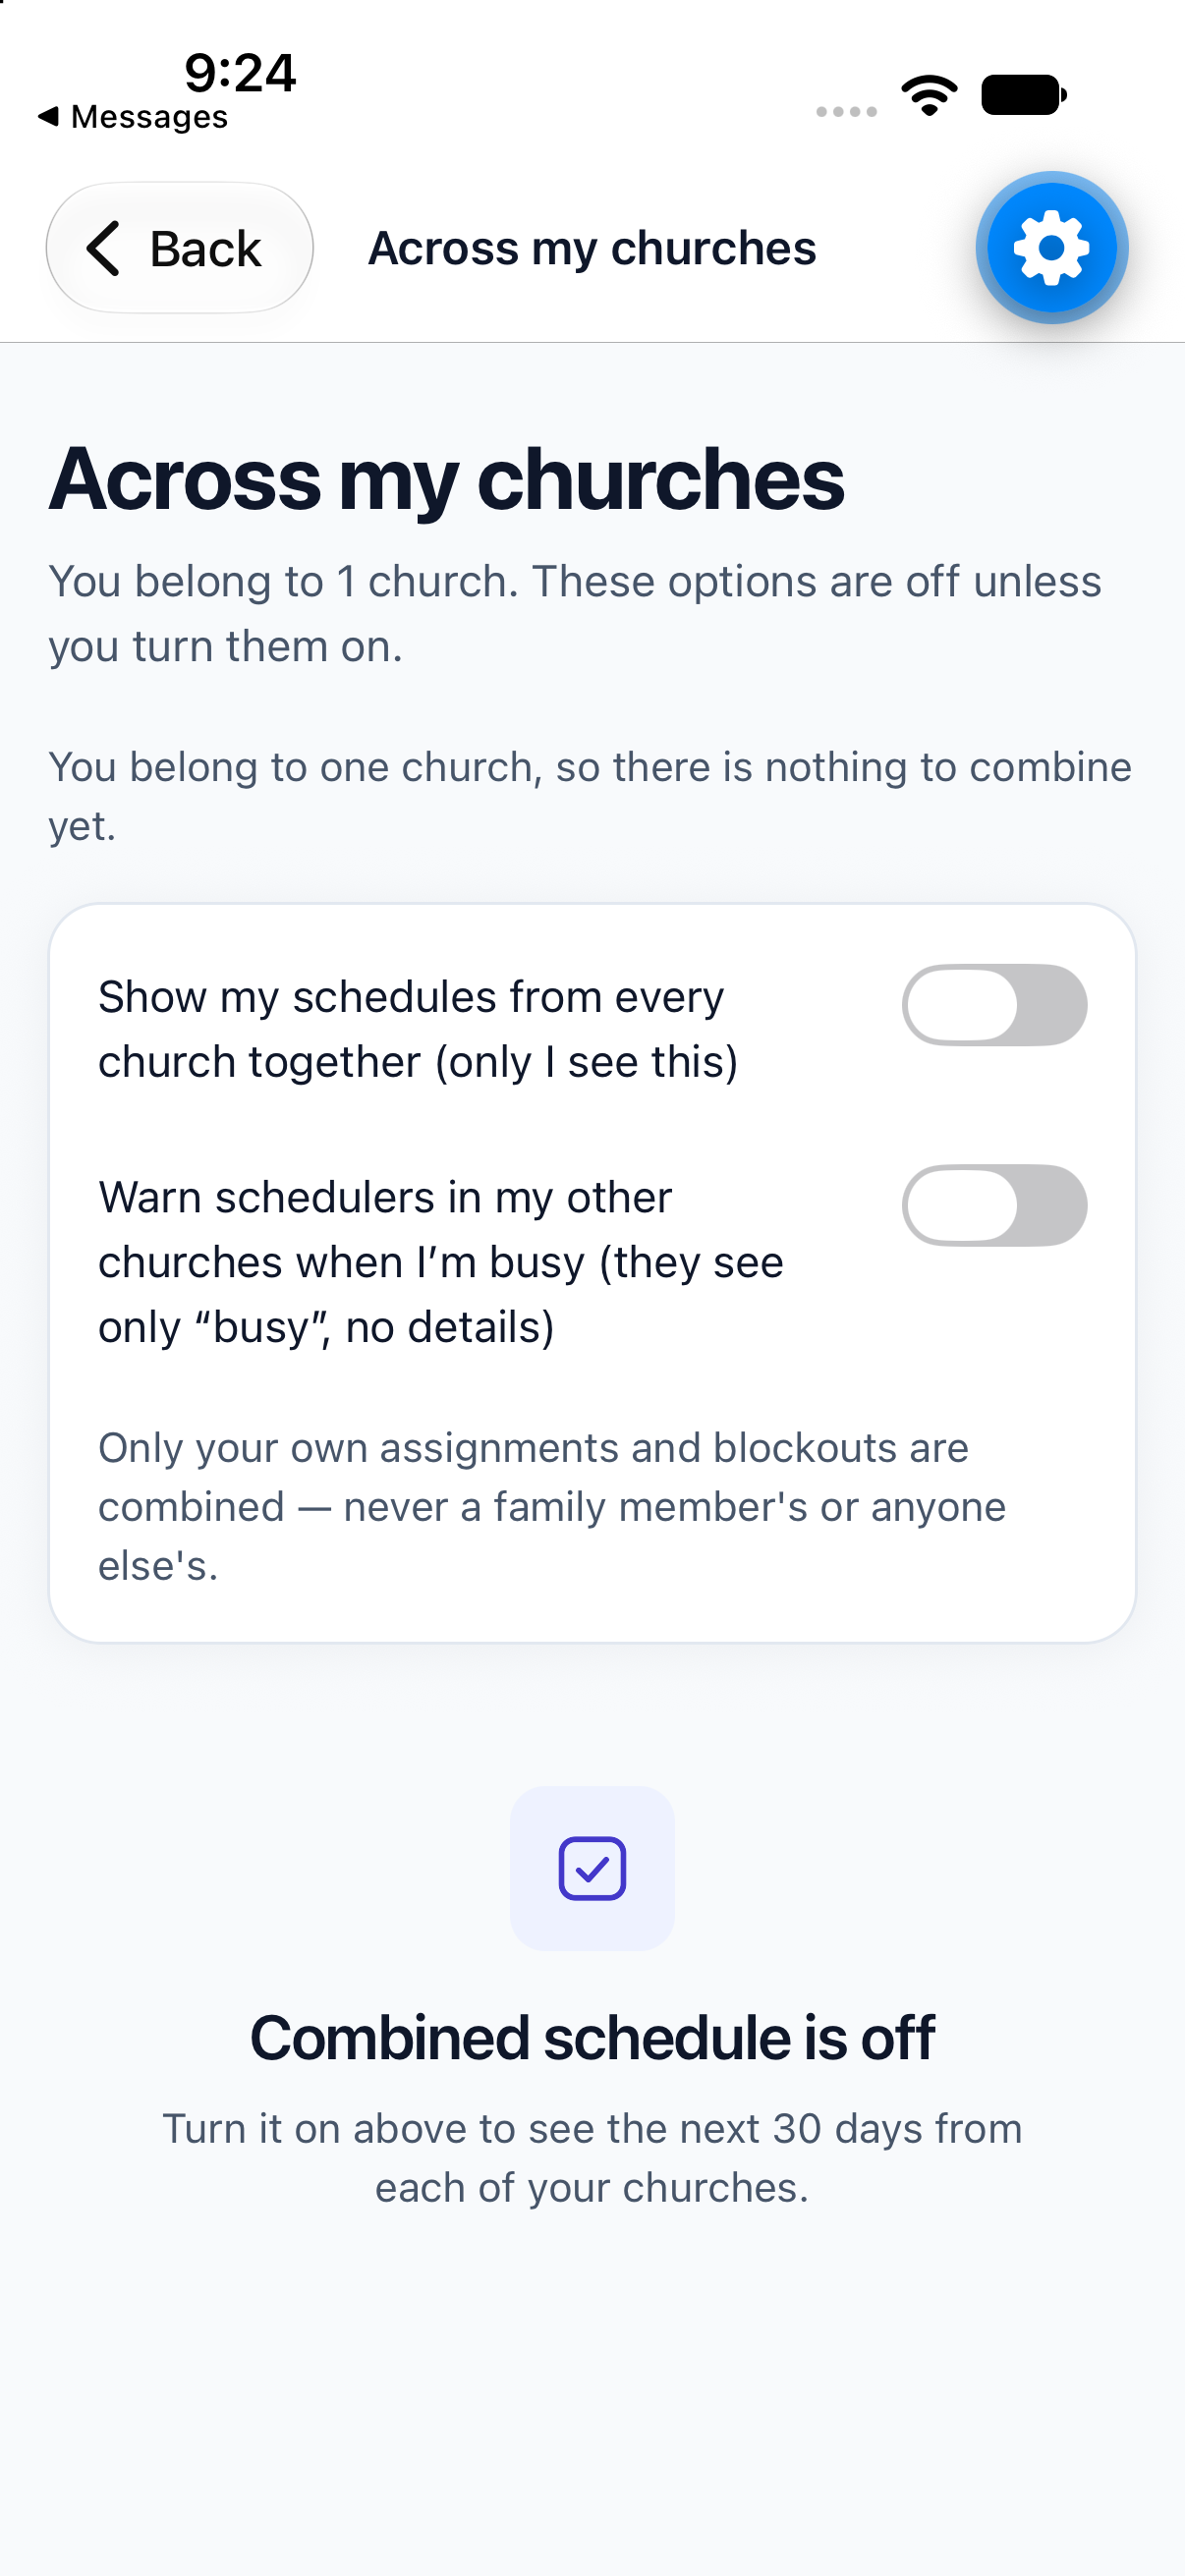 9:24
Messages
Back
Across my churches
Across my churches
You belong to 1 church. These options are off unless
you turn them on.
You belong to one church, so there is nothing to combine
yet.
Show my schedules from every
church together (only I see this)
Warn schedulers in my other
churches when I’m busy (they see
only “busy”, no details)
Only your own assignments and blockouts are
combined — never a family member's or anyone
else's.
Combined schedule is off
Turn it on above to see the next 30 days from
each of your churches.